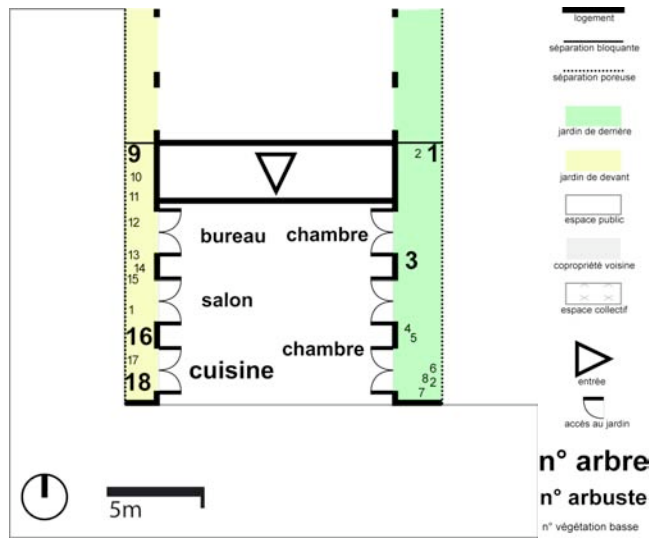 logement
séparation bloquante
séparation poreuse
jardin de derrière
jardin de devant
espace public
copropriété voisine
espace collectif
entrée
accès au jardin
n° arbre
n° arbuste
n° végétation basse
9
10
11
12
13
14
15
1
16
17
18
2 1
3
4
5
6
8 2
7
bureau chambre
salon
chambre
cuisine
5m